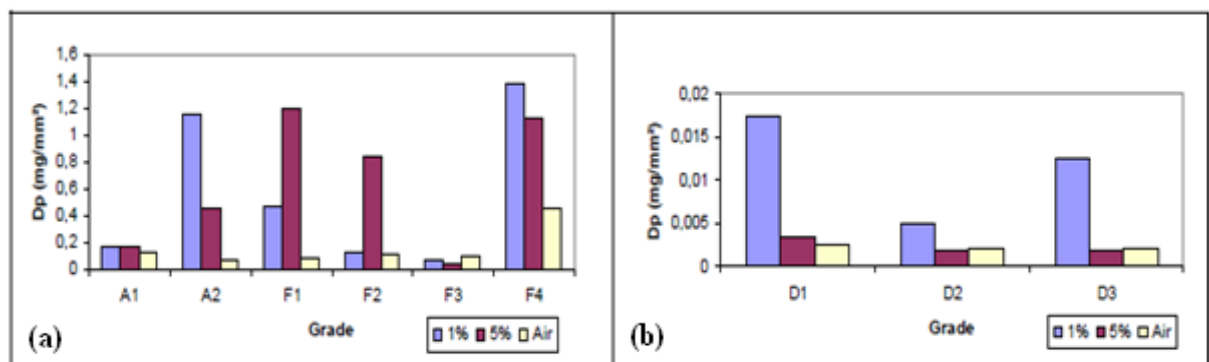 1,6
1,4
1,2
1
0,8
0,6
0,4
0,2
0
Dp (mg/mm²)
A1 A2 F1 F2 F3 F4
Grade
(a)
1% 5% Air
0,02
0,015
0,01
0,005
0
Dp (mg/mm²)
D1 D2 D3
Grade
(b)
1% 5% Air